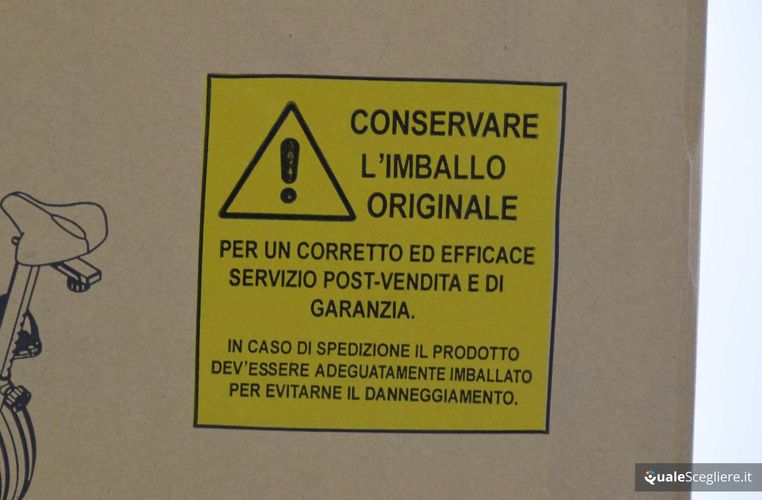 CONSERVARE
L'IMBALLO
ORIGINALE
PER UN CORRETTO ED EFFICACE
SERVIZIO POST-VENDITA E DI
GARANZIA.
IN CASO DI SPEDIZIONE IL PRODOTTO
DEV'ESSERE ADEGUATAMENTE IMBALLATO
PER EVITARNE IL DANNEGGIAMENTO.
QualeScegliere.it